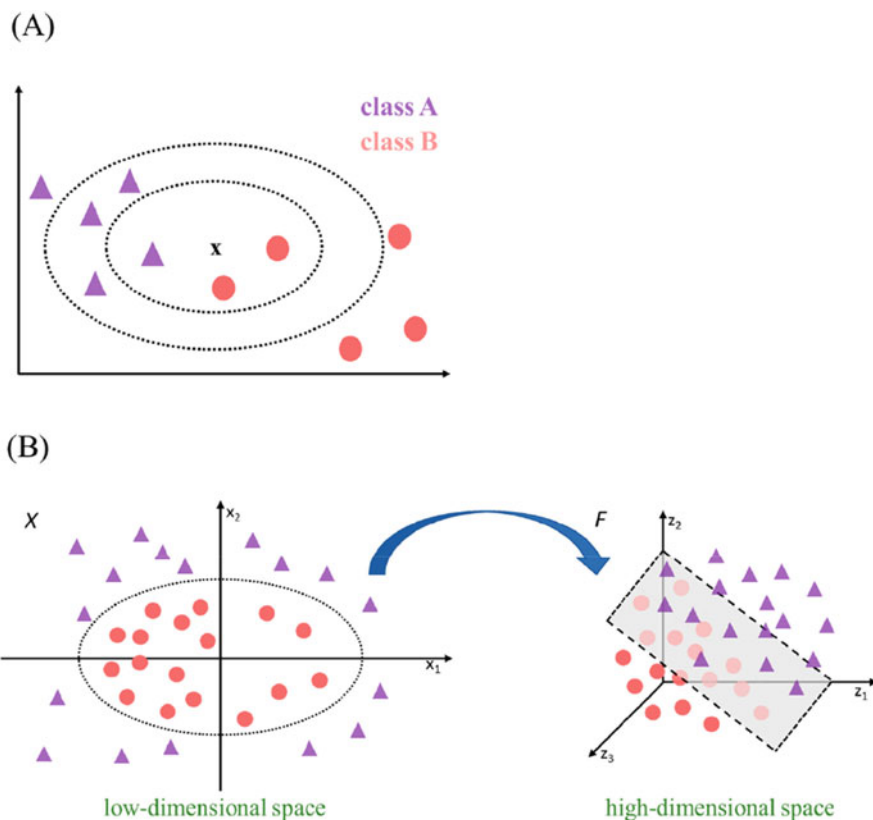 (A)
class A
class B
x
(B)
X
x₂
x₁
low-dimensional space
F
z₂
z₁
z₃
high-dimensional space